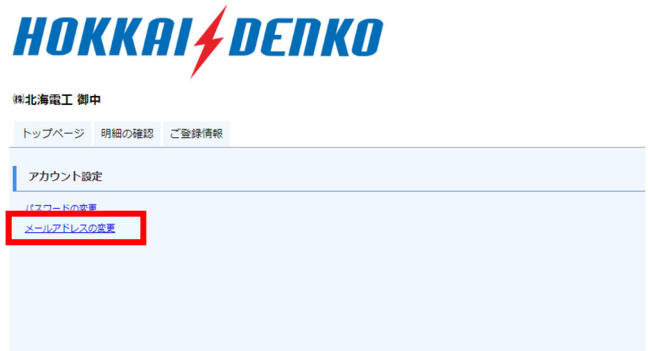 HOKKAI DENKO
㈱北海電工 御中
トップページ 明細の確認 ご登録情報
アカウント設定
パスワードの変更
メールアドレスの変更